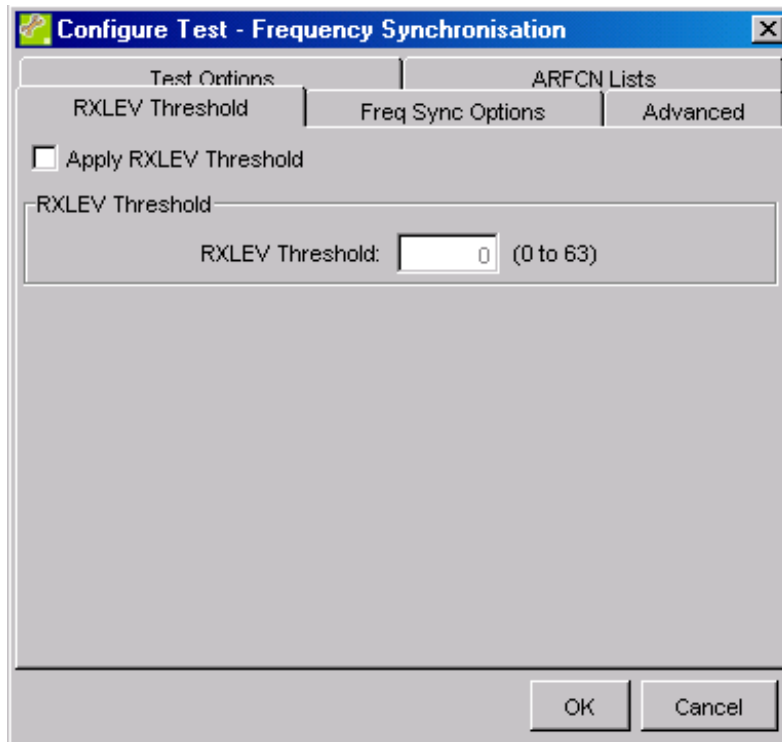 Configure Test - Frequency Synchronisation
Test Options ARFCN Lists
RXLEV Threshold Freq Sync Options Advanced
Apply RXLEV Threshold
RXLEV Threshold
RXLEV Threshold: 0 (0 to 63)
OK Cancel